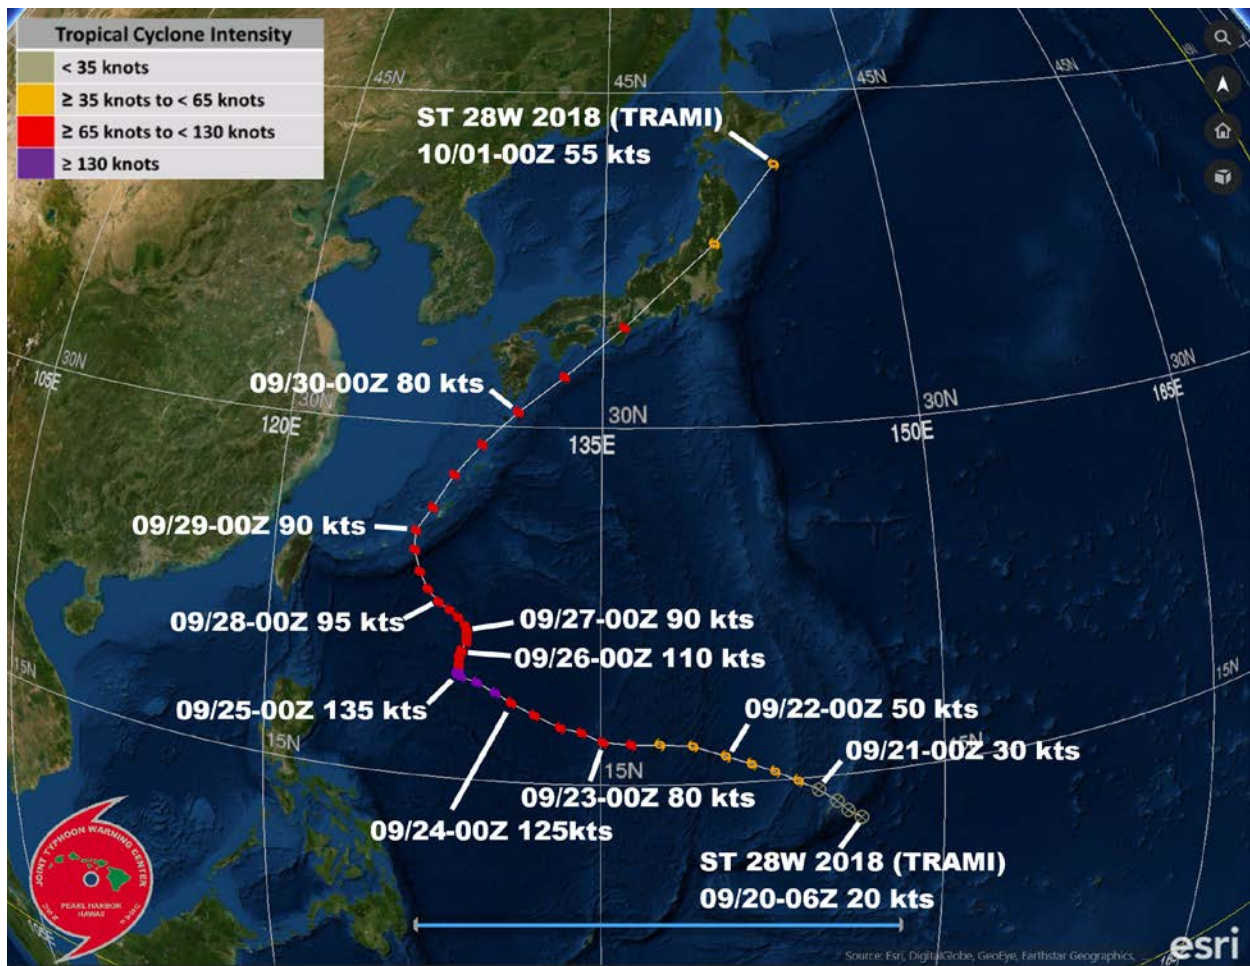 Tropical Cyclone Intensity
< 35 knots
≥ 35 knots to < 65 knots
≥ 65 knots to < 130 knots
≥ 130 knots
45N
45N
45N
45N
ST 28W 2018 (TRAMI)
10/01-00Z 55 kts
30N
105E
30N
120E
09/30-00Z 80 kts
30N
135E
30N
150E
30N
165E
09/29-00Z 90 kts
09/28-00Z 95 kts
09/27-00Z 90 kts
09/26-00Z 110 kts
15N
15N
09/25-00Z 135 kts
15N
09/22-00Z 50 kts
09/21-00Z 30 kts
15N
15N
09/23-00Z 80 kts
09/24-00Z 125kts
ST 28W 2018 (TRAMI)
09/20-06Z 20 kts
JOINT TYPHOON WARNING CENTER
PEARL HARBOR
HAWAII
105E
Source: Esri, DigitalGlobe, GeoEye, Earthstar Geographics,
esri